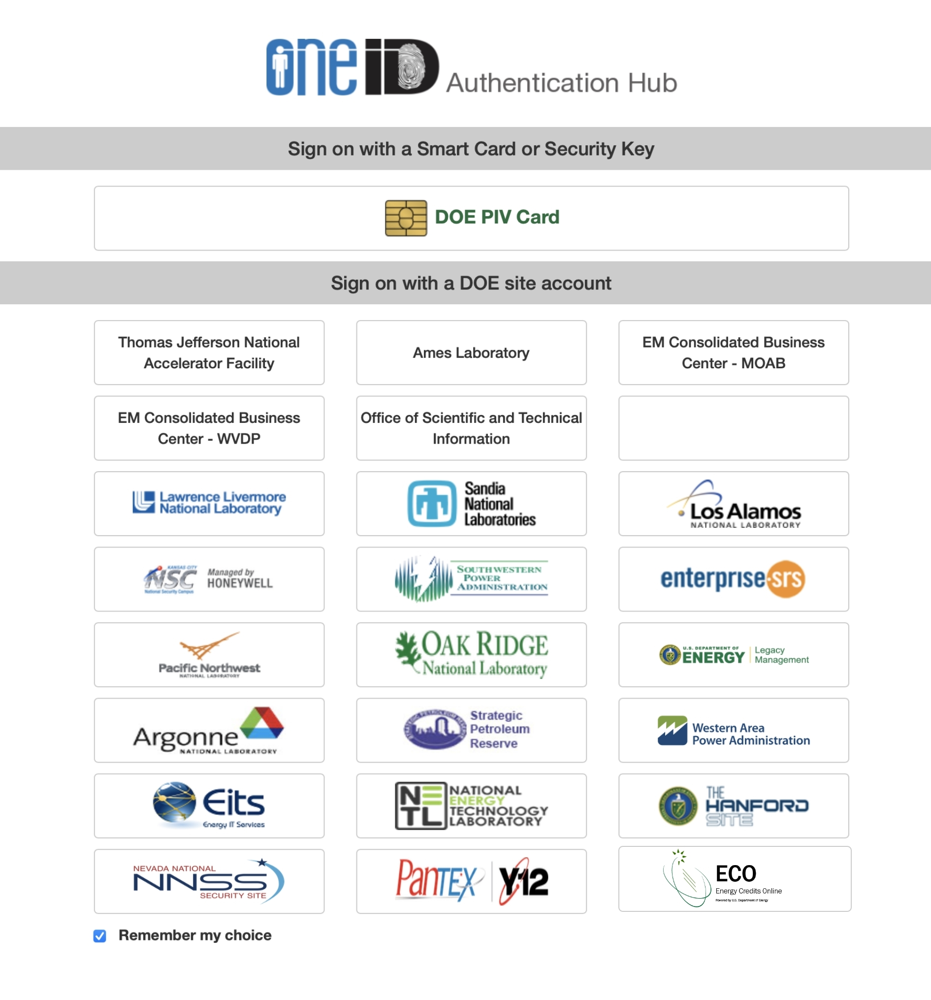 one iD Authentication Hub
Sign on with a Smart Card or Security Key
DOE PIV Card
Sign on with a DOE site account
Thomas Jefferson National
Accelerator Facility
Ames Laboratory
EM Consolidated Business
Center - MOAB
EM Consolidated Business
Center - WVDP
Office of Scientific and Technical
Information
Lawrence Livermore
National Laboratory
Sandia
National
Laboratories
Los Alamos
NATIONAL LABORATORY
KANSAS CITY
NSC
National Security Campus
Managed by
HONEYWELL
SOUTHWESTERN
POWER
ADMINISTRATION
enterprise·srs
Pacific Northwest
NATIONAL LABORATORY
OAK RIDGE
National Laboratory
U.S. DEPARTMENT OF
ENERGY
Legacy
Management
Argonne
NATIONAL LABORATORY
Strategic
Petroleum
Reserve
Western Area
Power Administration
Eits
Energy IT Services
NETL
NATIONAL
ENERGY
TECHNOLOGY
LABORATORY
THE
HANFORD
SITE
NEVADA NATIONAL
NNSS
SECURITY SITE
PanTEX
Y12
ECO
Energy Credits Online
Powered by U.S. Department of Energy
Remember my choice